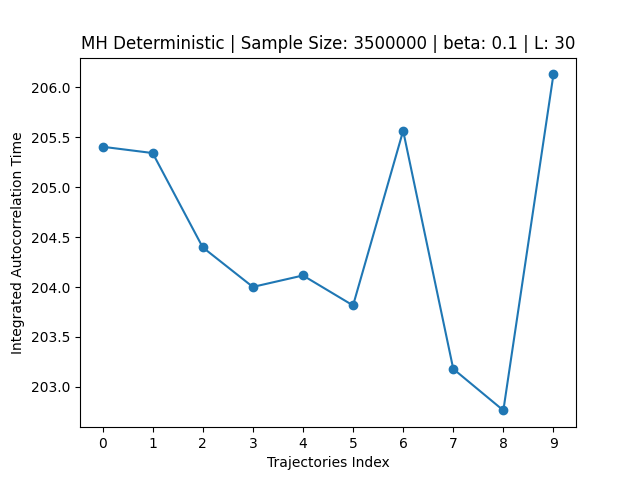 MH Deterministic | Sample Size: 3500000 | beta: 0.1 | L: 30
Integrated Autocorrelation Time
206.0
205.5
205.0
204.5
204.0
203.5
203.0
0 1 2 3 4 5 6 7 8 9
Trajectories Index